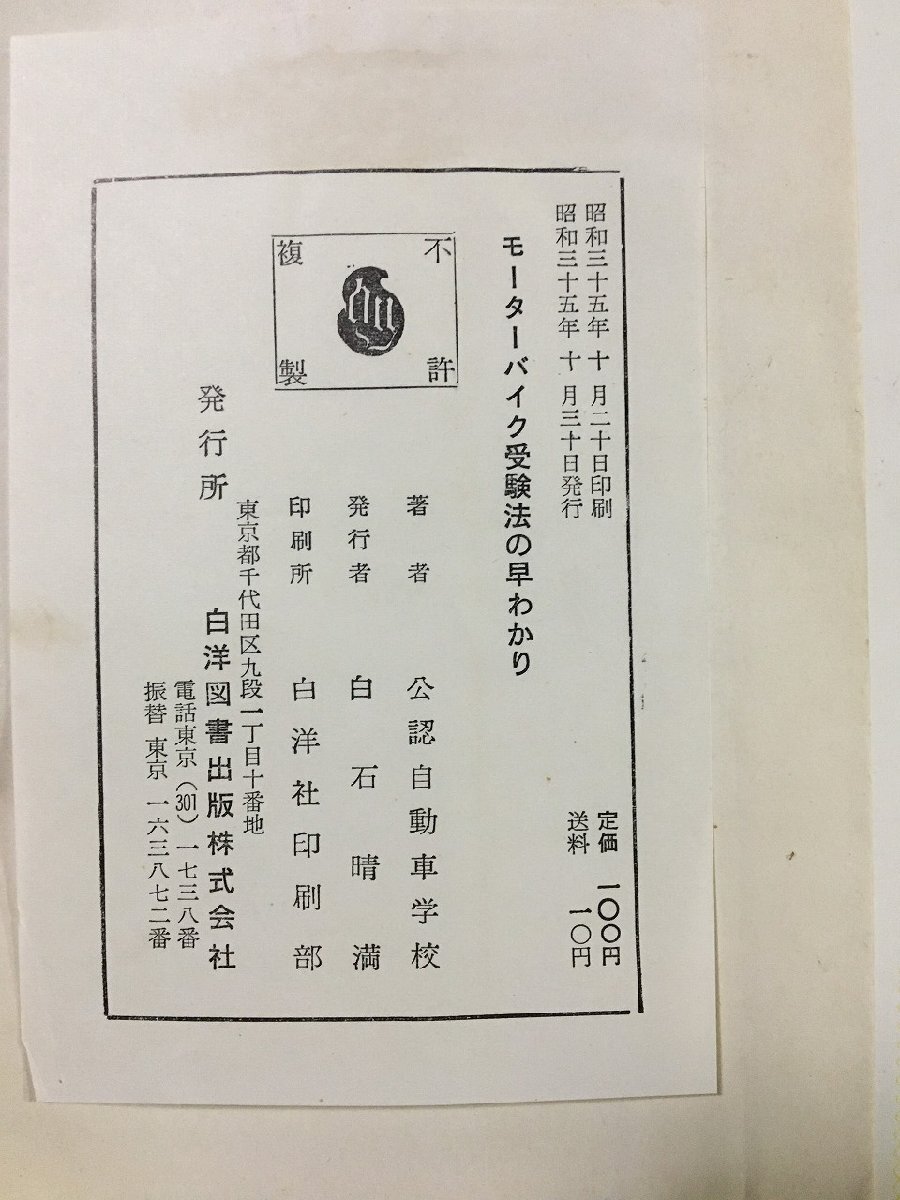 昭和三十五年十月二十日印刷
昭和三十五年十月三十日発行
定価 一〇〇円
送料 一〇円
モーターバイク受験法の早わかり
不許
複製
著者 公認自動車学校
発行者 白石晴満
印刷所 白洋社印刷部
東京都千代田区九段一丁目十番地
発行所 白洋図書出版株式会社
電話東京(301)一七三八番
振替東京一六三八七二番